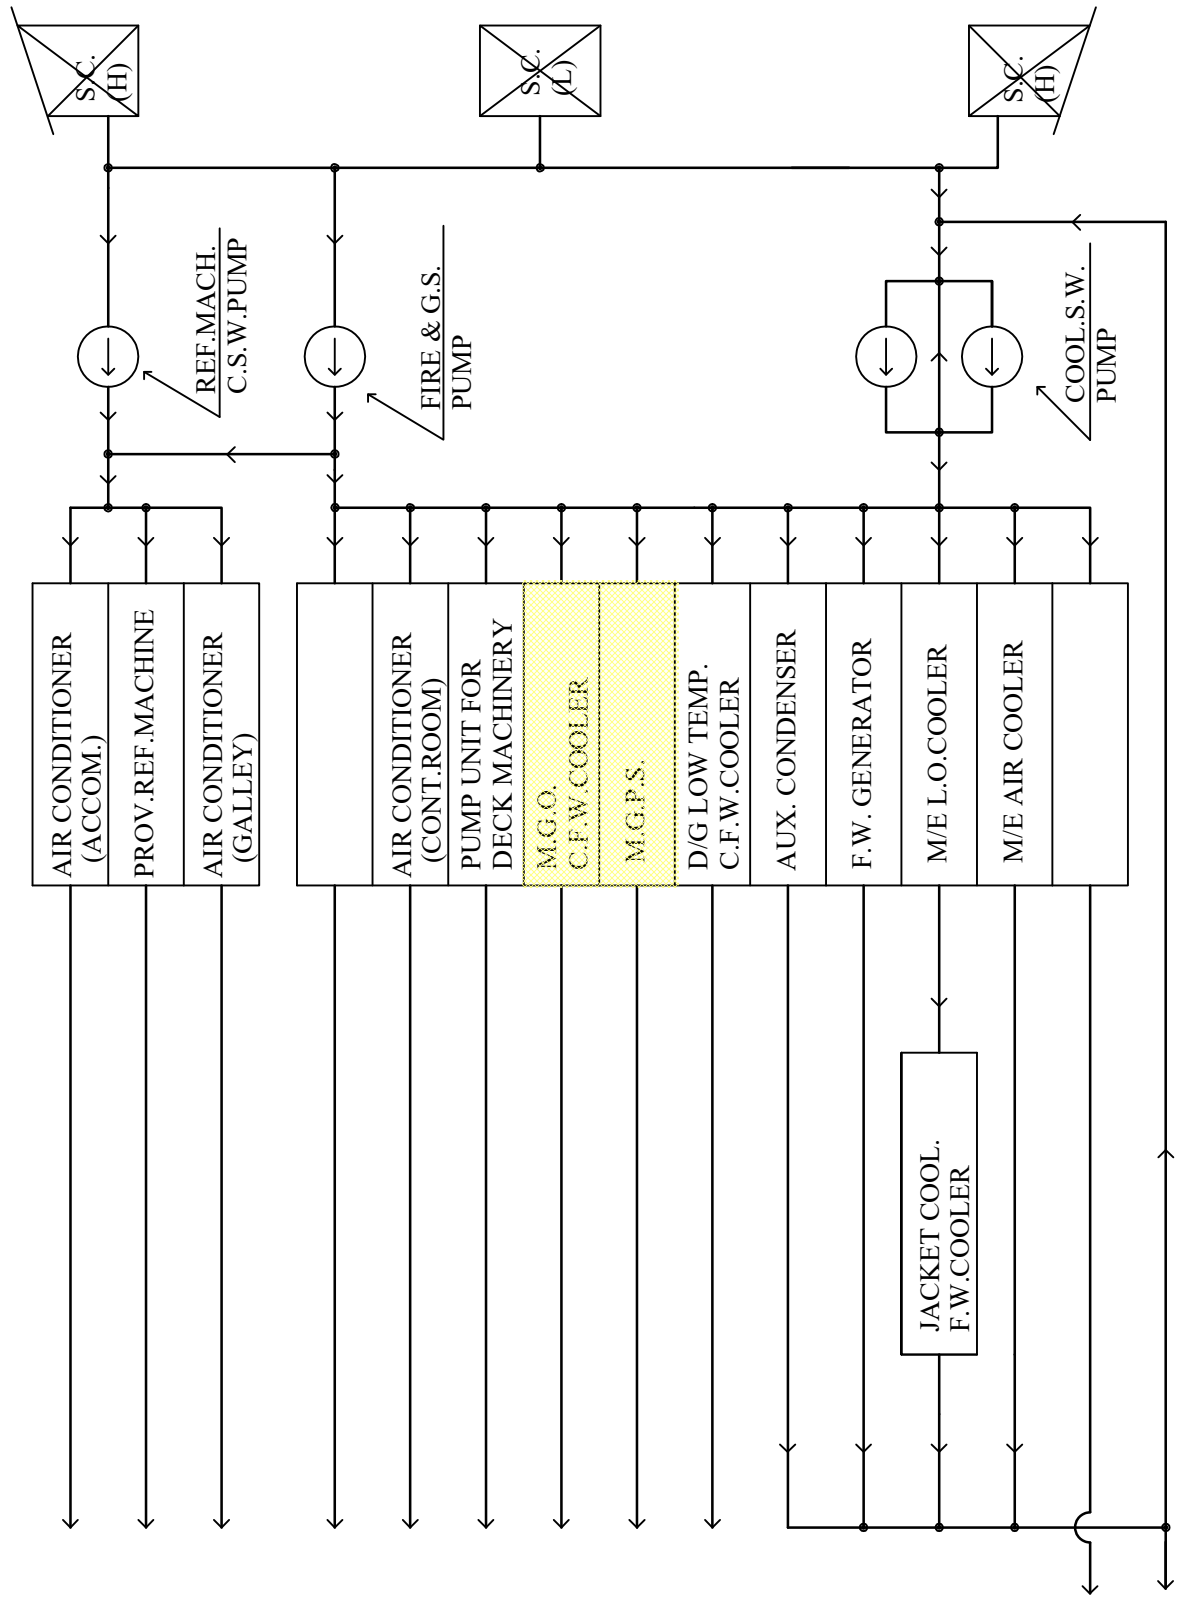 S.C.
(H)
S.C.
(L)
S.C.
(H)
REF.MACH.
C.S.W.PUMP
FIRE & G.S.
PUMP
COOL.S.W.
PUMP
AIR CONDITIONER
(ACCOM.)
PROV.REF.MACHINE
AIR CONDITIONER
(GALLEY)
AIR CONDITIONER
(CONT.ROOM)
PUMP UNIT FOR
DECK MACHINERY
M.G.O.
C.F.W.COOLER
M.G.P.S.
D/G LOW TEMP.
C.F.W.COOLER
AUX. CONDENSER
F.W. GENERATOR
M/E L.O.COOLER
M/E AIR COOLER
JACKET COOL.
F.W.COOLER